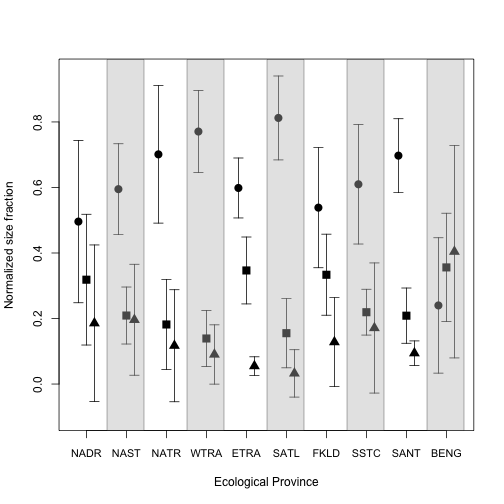 Normalized size fraction
0.8
0.6
0.4
0.2
0.0
NADR NAST NATR WTRA ETRA SATL FKLD SSTC SANT BENG
Ecological Province